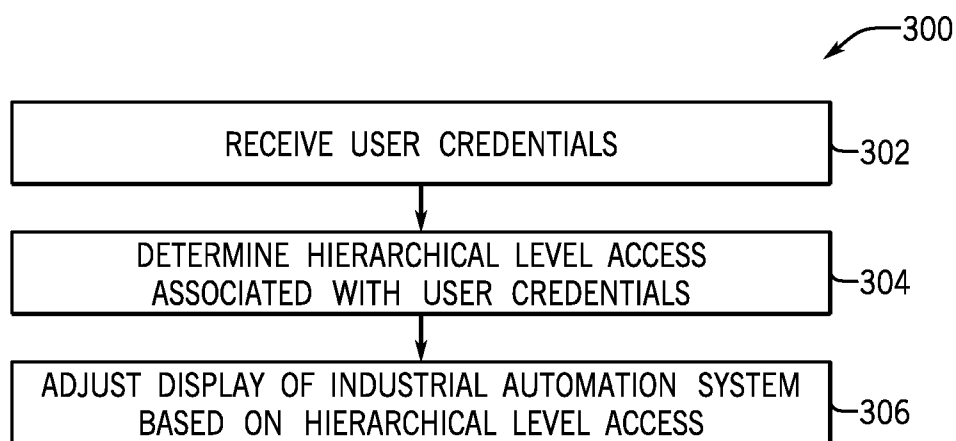 300
RECEIVE USER CREDENTIALS
302
DETERMINE HIERARCHICAL LEVEL ACCESS
ASSOCIATED WITH USER CREDENTIALS
304
ADJUST DISPLAY OF INDUSTRIAL AUTOMATION SYSTEM
BASED ON HIERARCHICAL LEVEL ACCESS
306